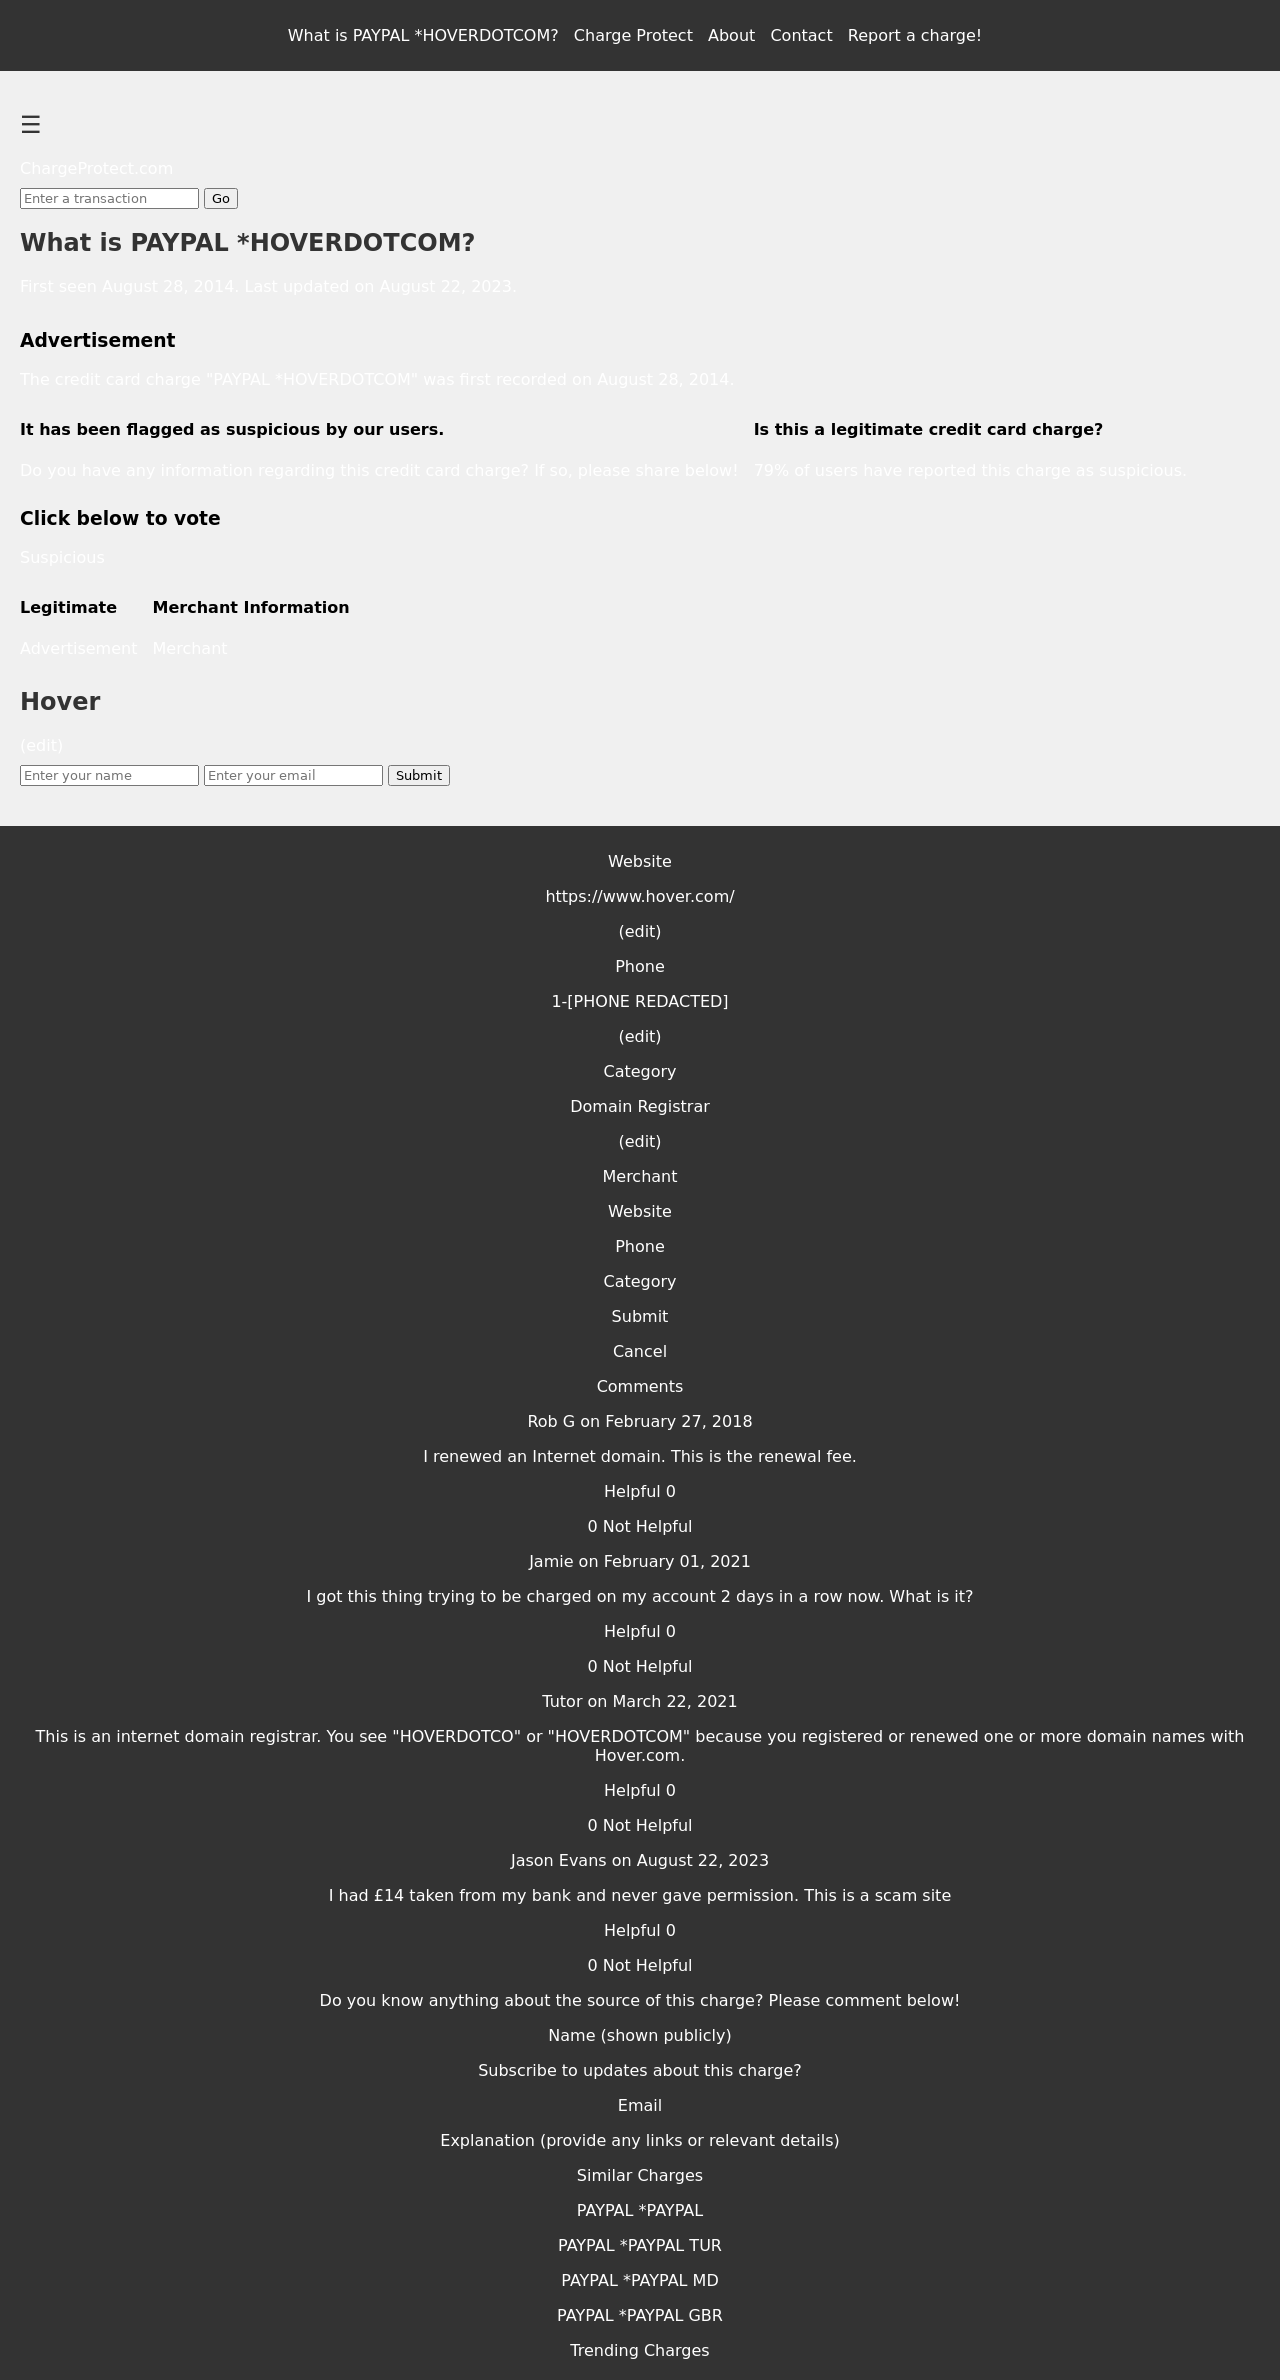 What is PAYPAL *HOVERDOTCOM? Charge Protect About Contact Report a charge!
☰
ChargeProtect.com
Enter a transaction Go
What is PAYPAL *HOVERDOTCOM?
First seen August 28, 2014. Last updated on August 22, 2023.
Advertisement
The credit card charge "PAYPAL *HOVERDOTCOM" was first recorded on August 28, 2014.
It has been flagged as suspicious by our users. Is this a legitimate credit card charge?
Do you have any information regarding this credit card charge? If so, please share below! 79% of users have reported this charge as suspicious.
Click below to vote
Suspicious
Legitimate Merchant Information
Advertisement Merchant
Hover
(edit)
Enter your name Enter your email Submit
Website
https://www.hover.com/
(edit)
Phone
1-[PHONE REDACTED]
(edit)
Category
Domain Registrar
(edit)
Merchant
Website
Phone
Category
Submit
Cancel
Comments
Rob G on February 27, 2018
I renewed an Internet domain. This is the renewal fee.
Helpful 0
0 Not Helpful
Jamie on February 01, 2021
I got this thing trying to be charged on my account 2 days in a row now. What is it?
Helpful 0
0 Not Helpful
Tutor on March 22, 2021
This is an internet domain registrar. You see "HOVERDOTCO" or "HOVERDOTCOM" because you registered or renewed one or more domain names with
Hover.com.
Helpful 0
0 Not Helpful
Jason Evans on August 22, 2023
I had £14 taken from my bank and never gave permission. This is a scam site
Helpful 0
0 Not Helpful
Do you know anything about the source of this charge? Please comment below!
Name (shown publicly)
Subscribe to updates about this charge?
Email
Explanation (provide any links or relevant details)
Similar Charges
PAYPAL *PAYPAL
PAYPAL *PAYPAL TUR
PAYPAL *PAYPAL MD
PAYPAL *PAYPAL GBR
Trending Charges